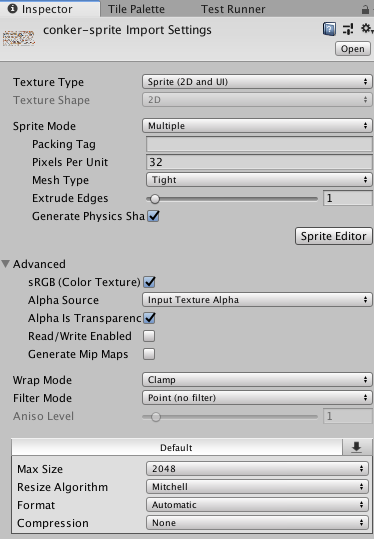 Inspector Tile Palette Test Runner
conker-sprite Import Settings
Open
Texture Type Sprite (2D and UI)
Texture Shape 2D
Sprite Mode Multiple
Packing Tag
Pixels Per Unit 32
Mesh Type Tight
Extrude Edges 1
Generate Physics Sha
Sprite Editor
Advanced
sRGB (Color Texture)
Alpha Source Input Texture Alpha
Alpha Is Transparenc
Read/Write Enabled
Generate Mip Maps
Wrap Mode Clamp
Filter Mode Point (no filter)
Aniso Level 1
Default
Max Size 2048
Resize Algorithm Mitchell
Format Automatic
Compression None